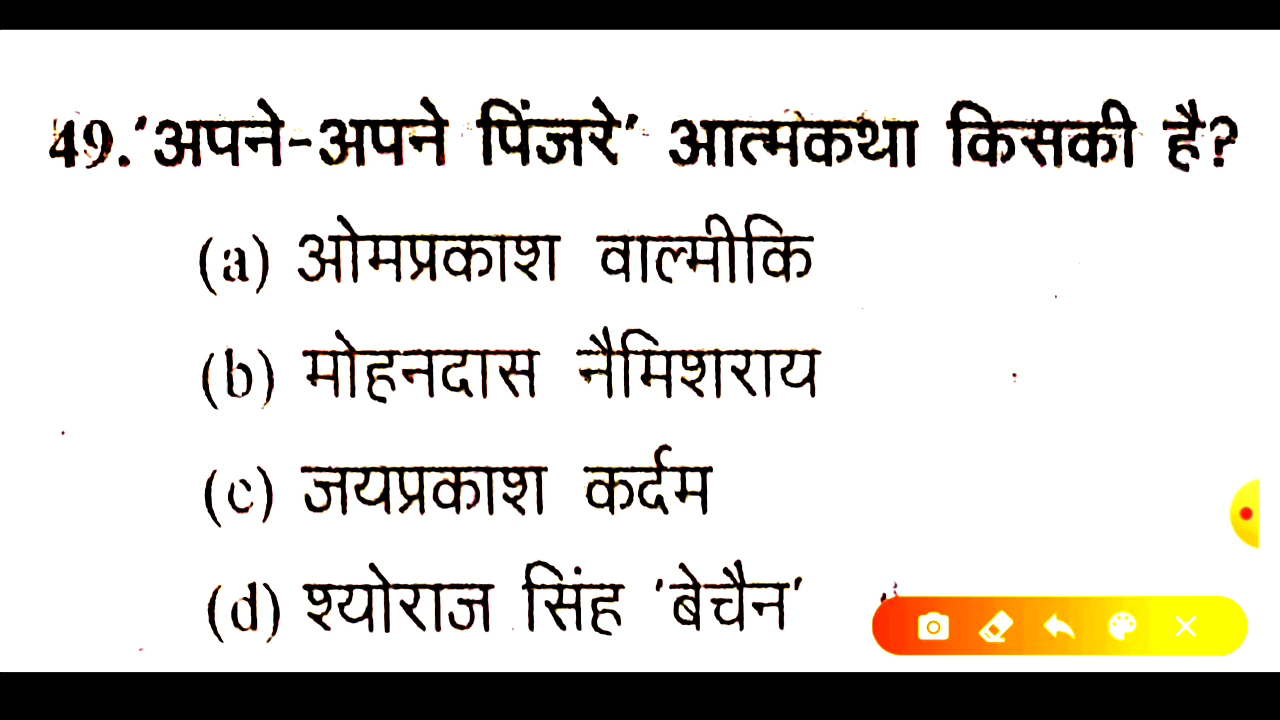 49.'अपने-अपने पिंजरे' आत्मकथा किसकी है?
(a) ओमप्रकाश वाल्मीकि
(b) मोहनदास नैमिशराय
(c) जयप्रकाश कर्दम
(d) श्योराज सिंह 'बेचैन'